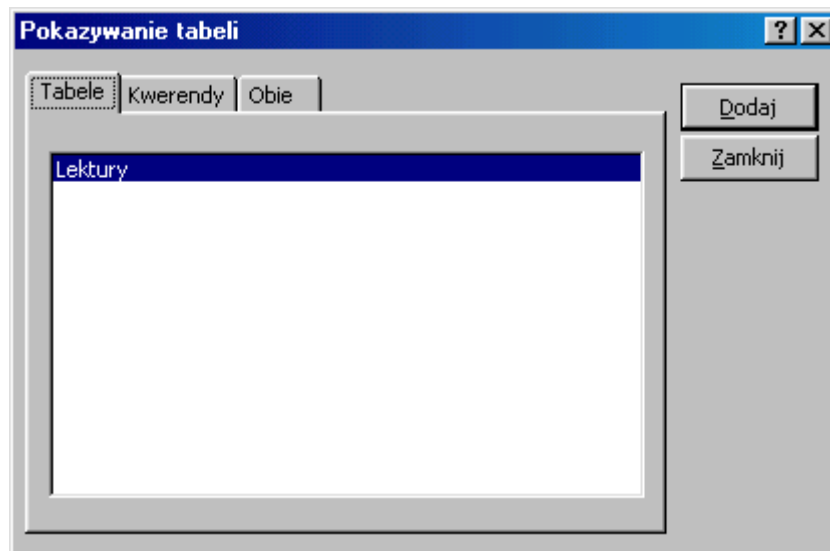 Pokazywanie tabeli
Tabele Kwerendy Obie
Dodaj
Zamknij
Lektury